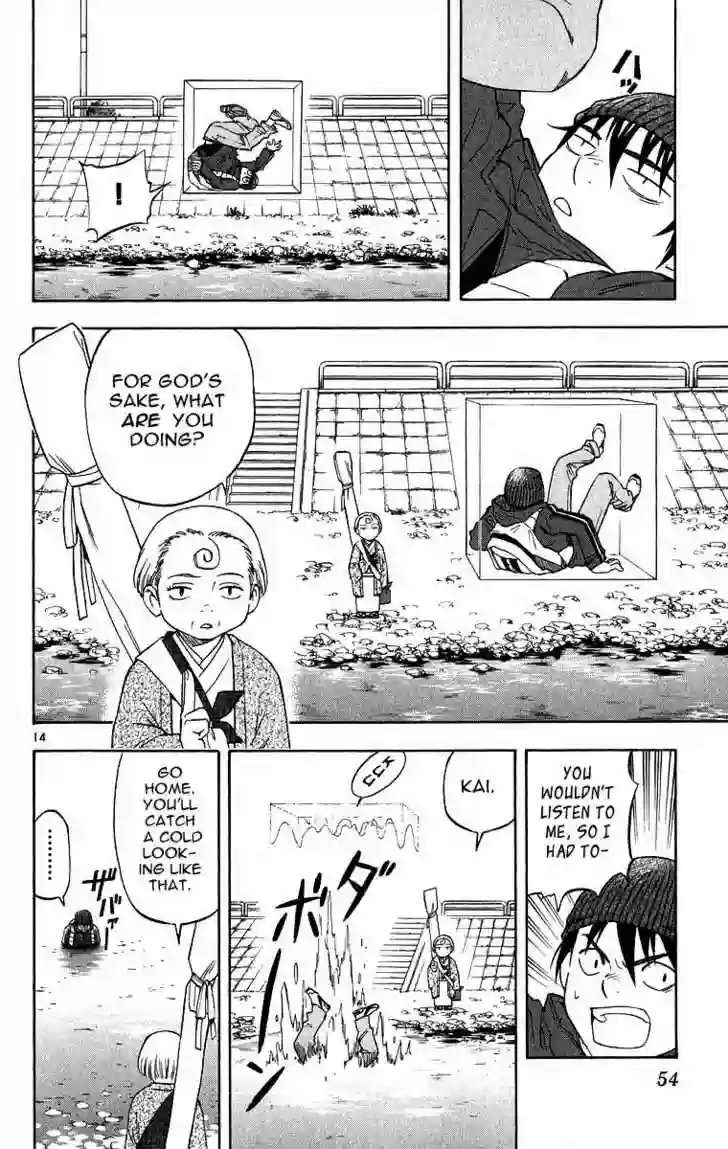 バッ
!
FOR GOD'S
SAKE, WHAT
ARE YOU
DOING?
14
YOU
WOULDN'T
LISTEN TO
ME, SO I
HAD TO-
KAI.
ボダ
GO
HOME.
YOU'LL
CATCH
A COLD
LOOK-
ING LIKE
THAT.
ザバァ
.........
54